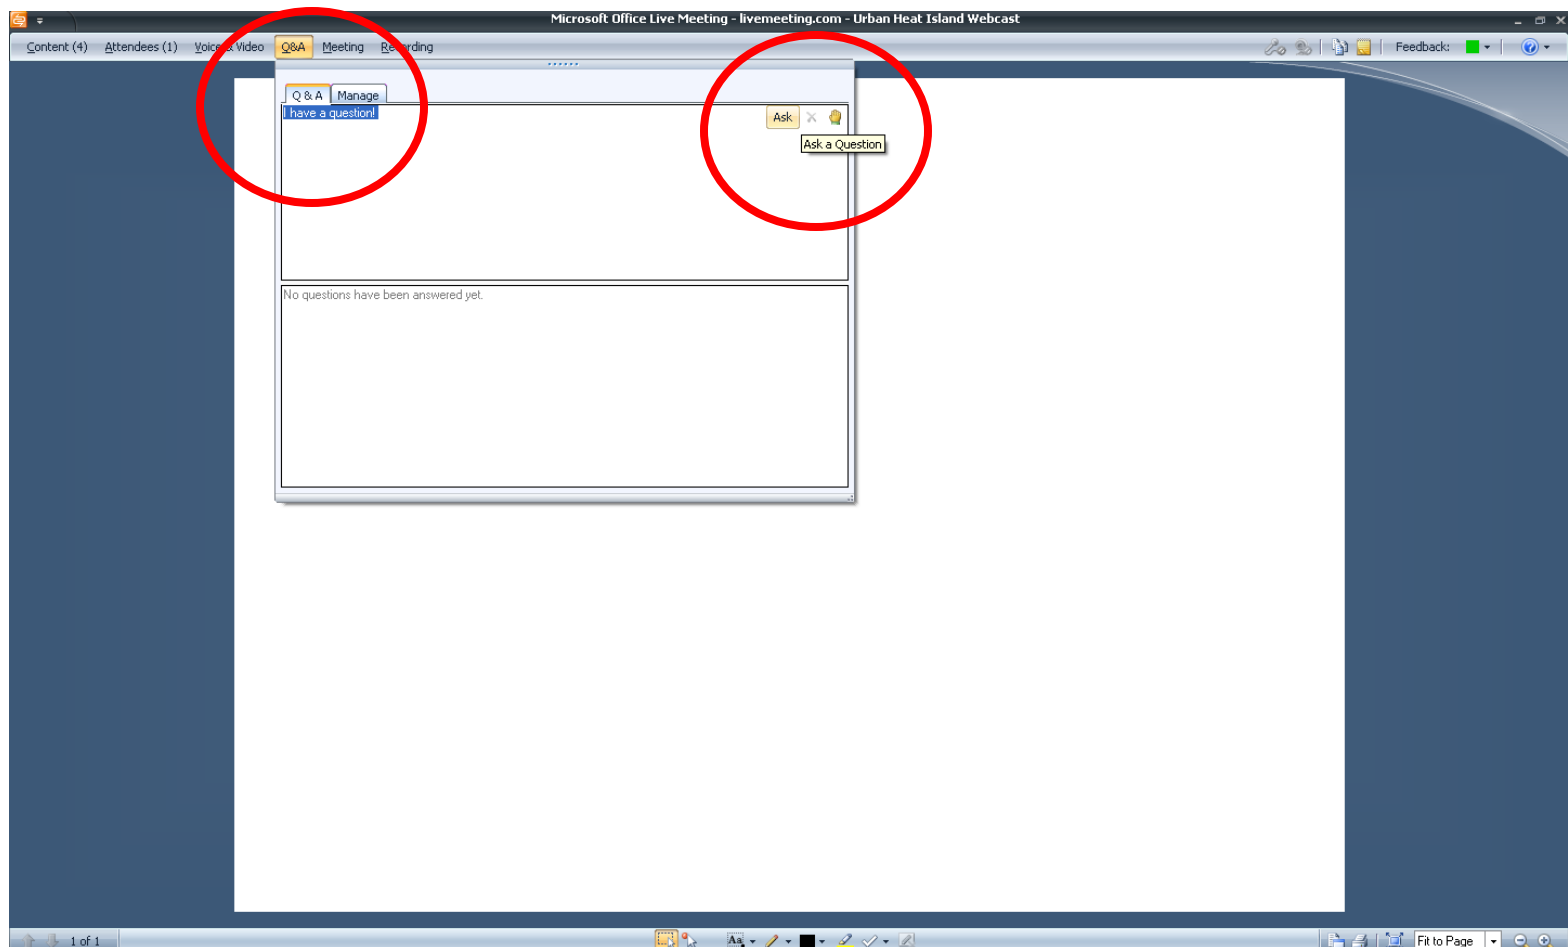 Microsoft Office Live Meeting - livemeeting.com - Urban Heat Island Webcast
Content (4) Attendees (1) Voice & Video Q&A Meeting Recording Feedback:
Q & A Manage
I have a question! Ask
Ask a Question
No questions have been answered yet.
1 of 1 Aa Fit to Page